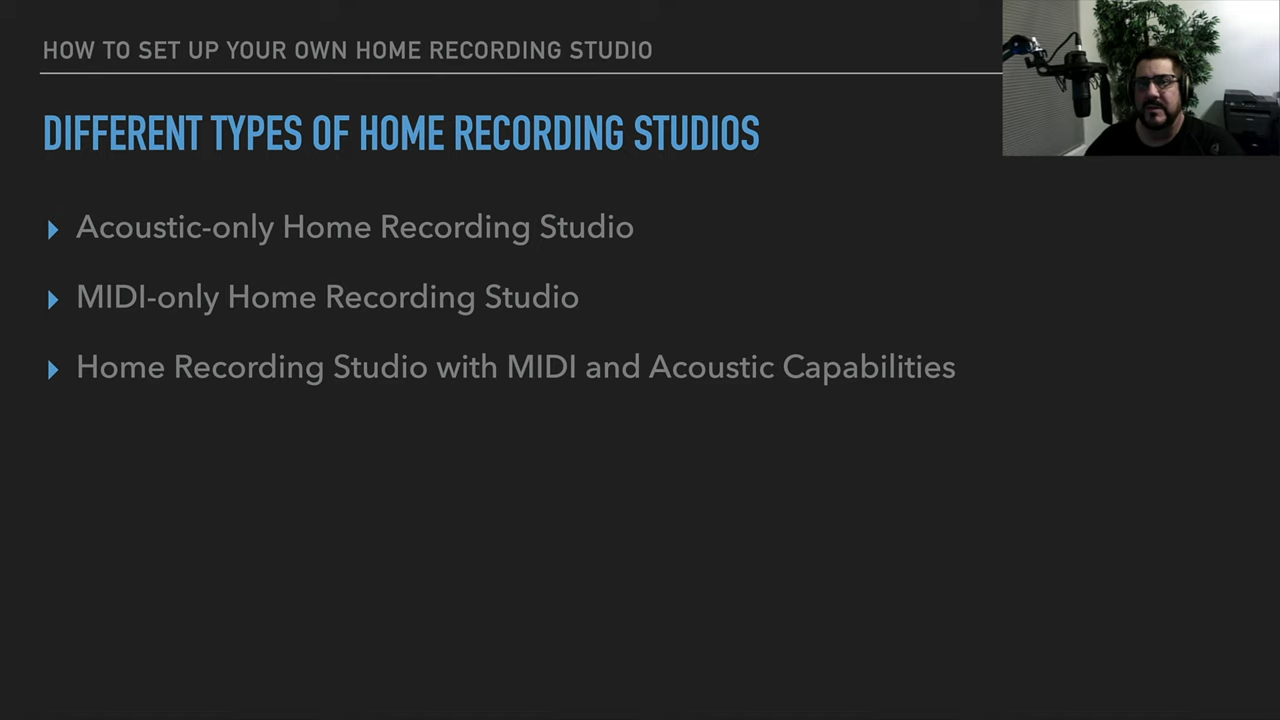 HOW TO SET UP YOUR OWN HOME RECORDING STUDIO
DIFFERENT TYPES OF HOME RECORDING STUDIOS
Acoustic-only Home Recording Studio
MIDI-only Home Recording Studio
Home Recording Studio with MIDI and Acoustic Capabilities